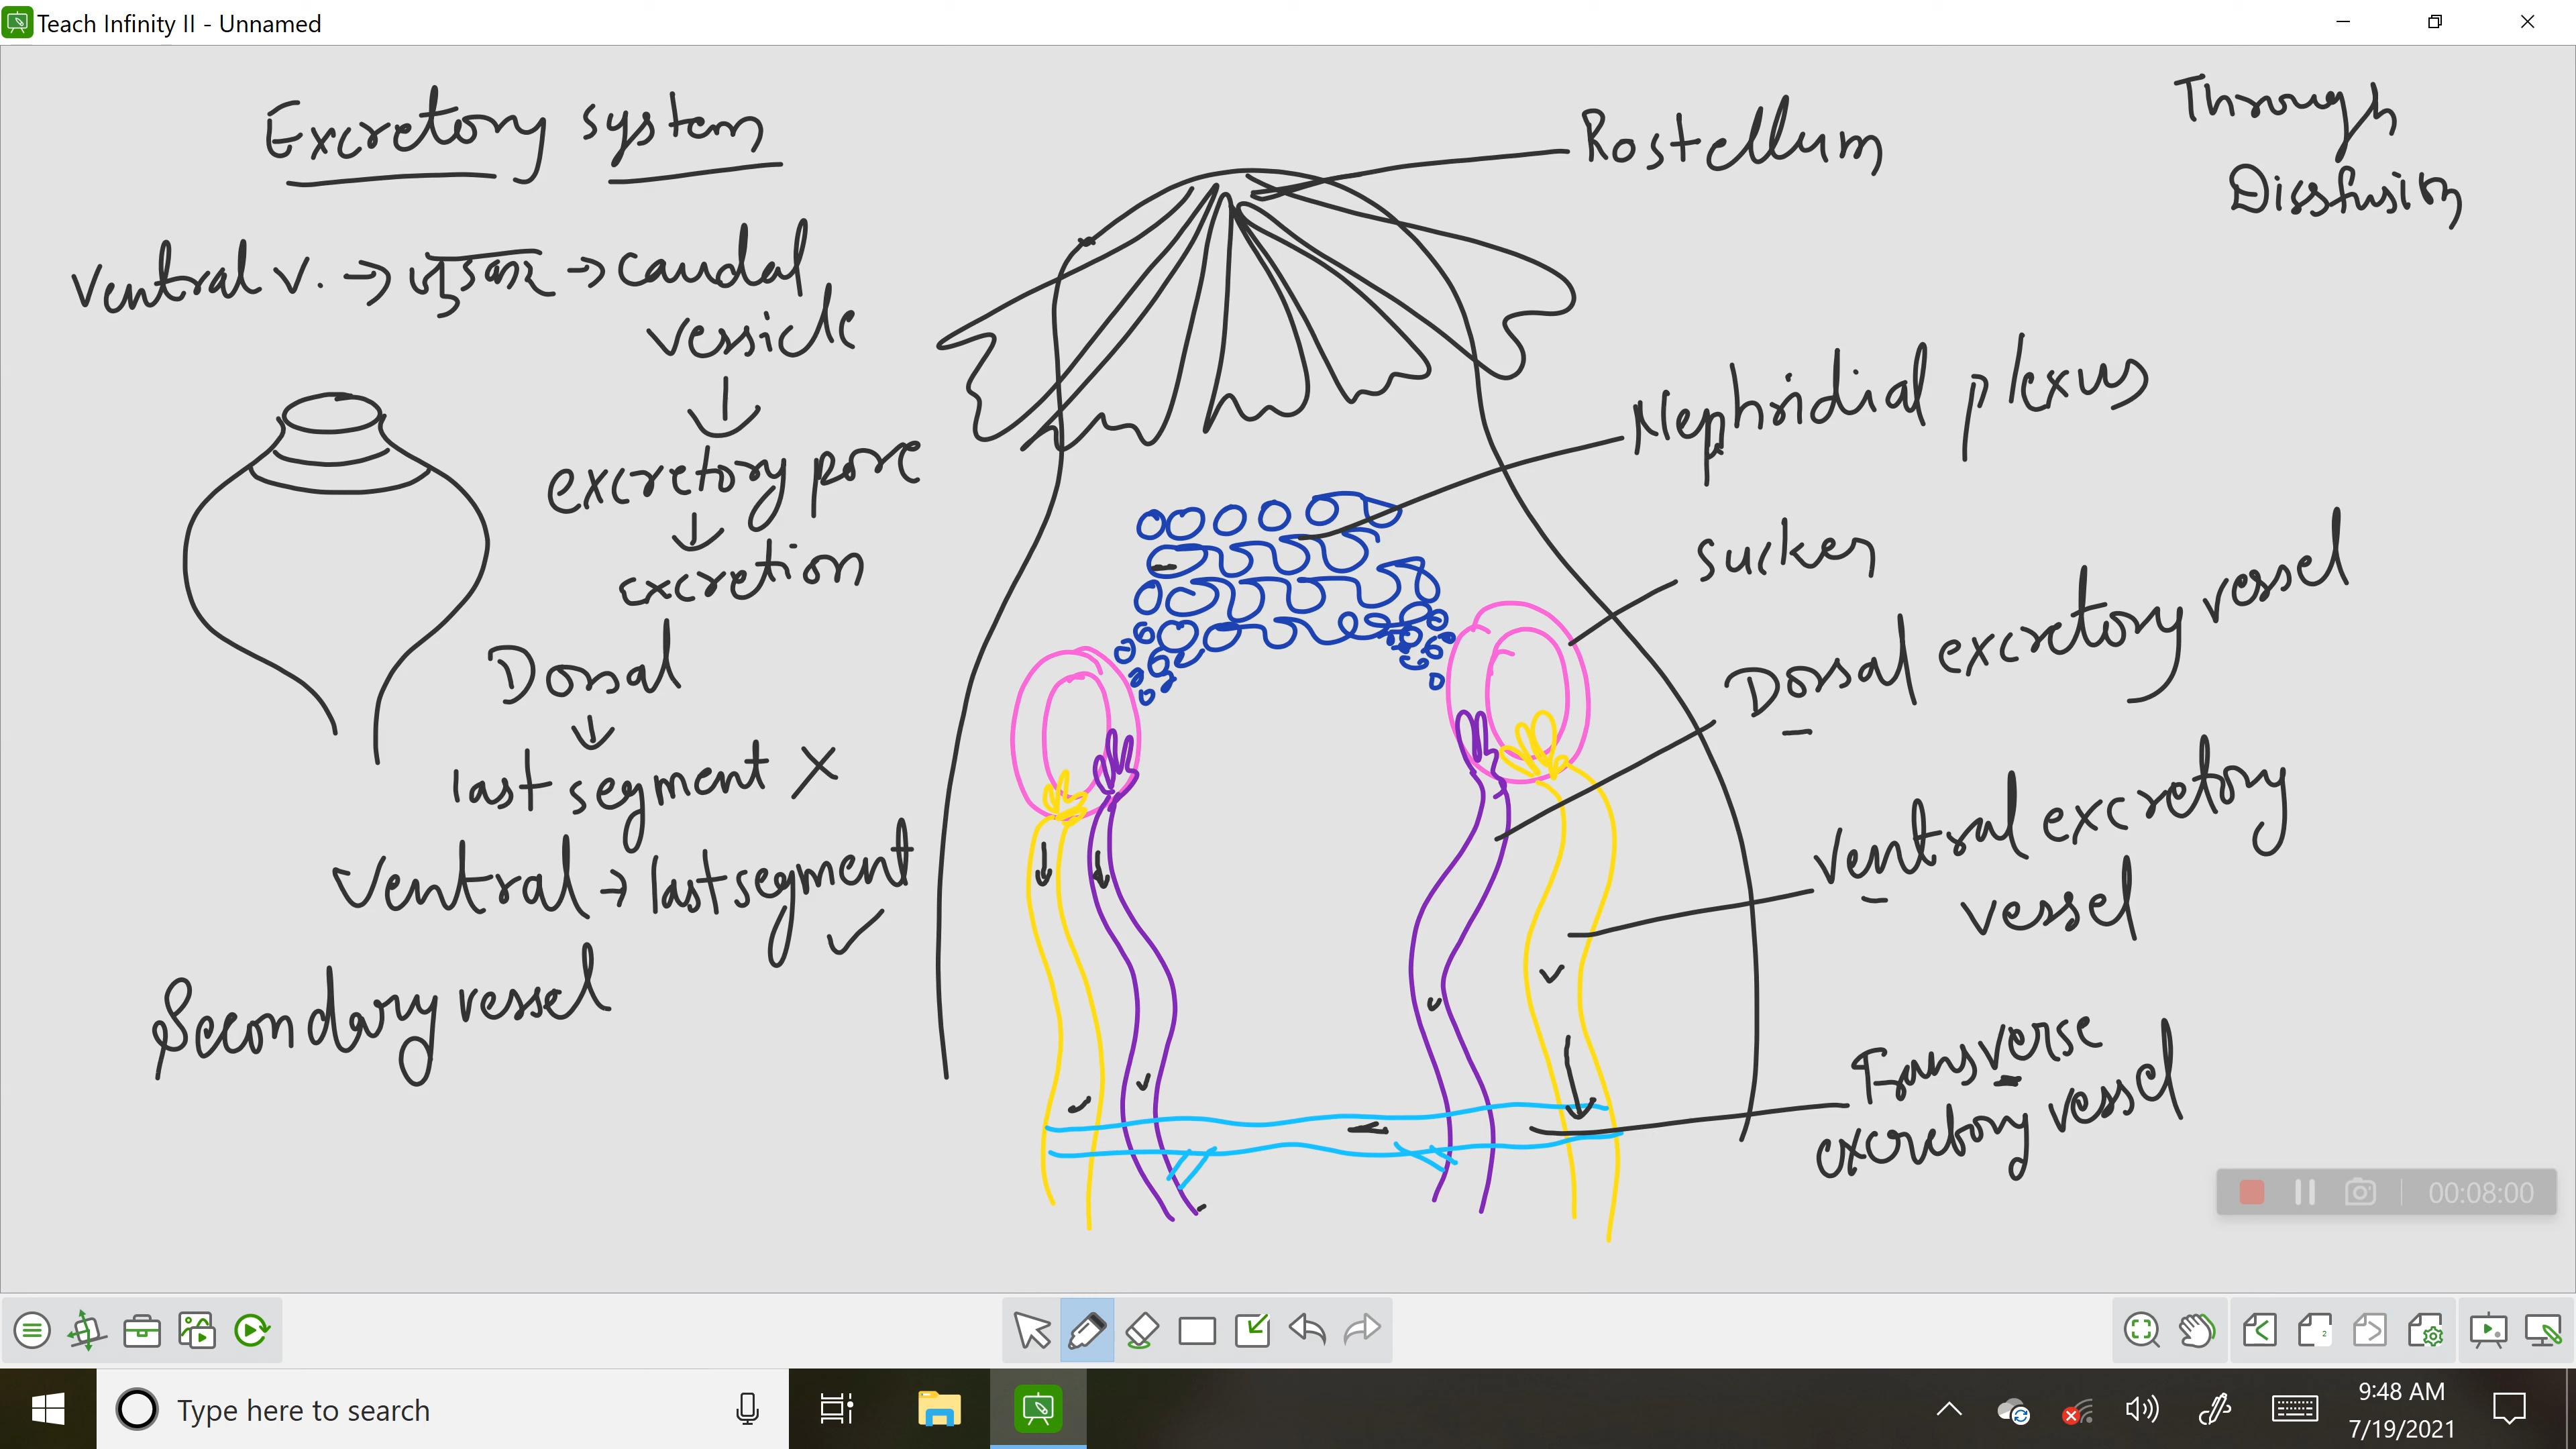 Teach Infinity II - Unnamed
Excretory system
ventral v. → → caudal
vessicle
↓
excretory pore
↓
excretion
Dorsal
↓
last segment X
Ventral → last segment
✓
Secondary vessel
Rostellum
Through
Dissfusion
Nephridial plexus
sucker
Dorsal excretory vessel
ventral excretory
vessel
Transverse
excretory vessel
00:08:00
2
Type here to search
9:48 AM
7/19/2021